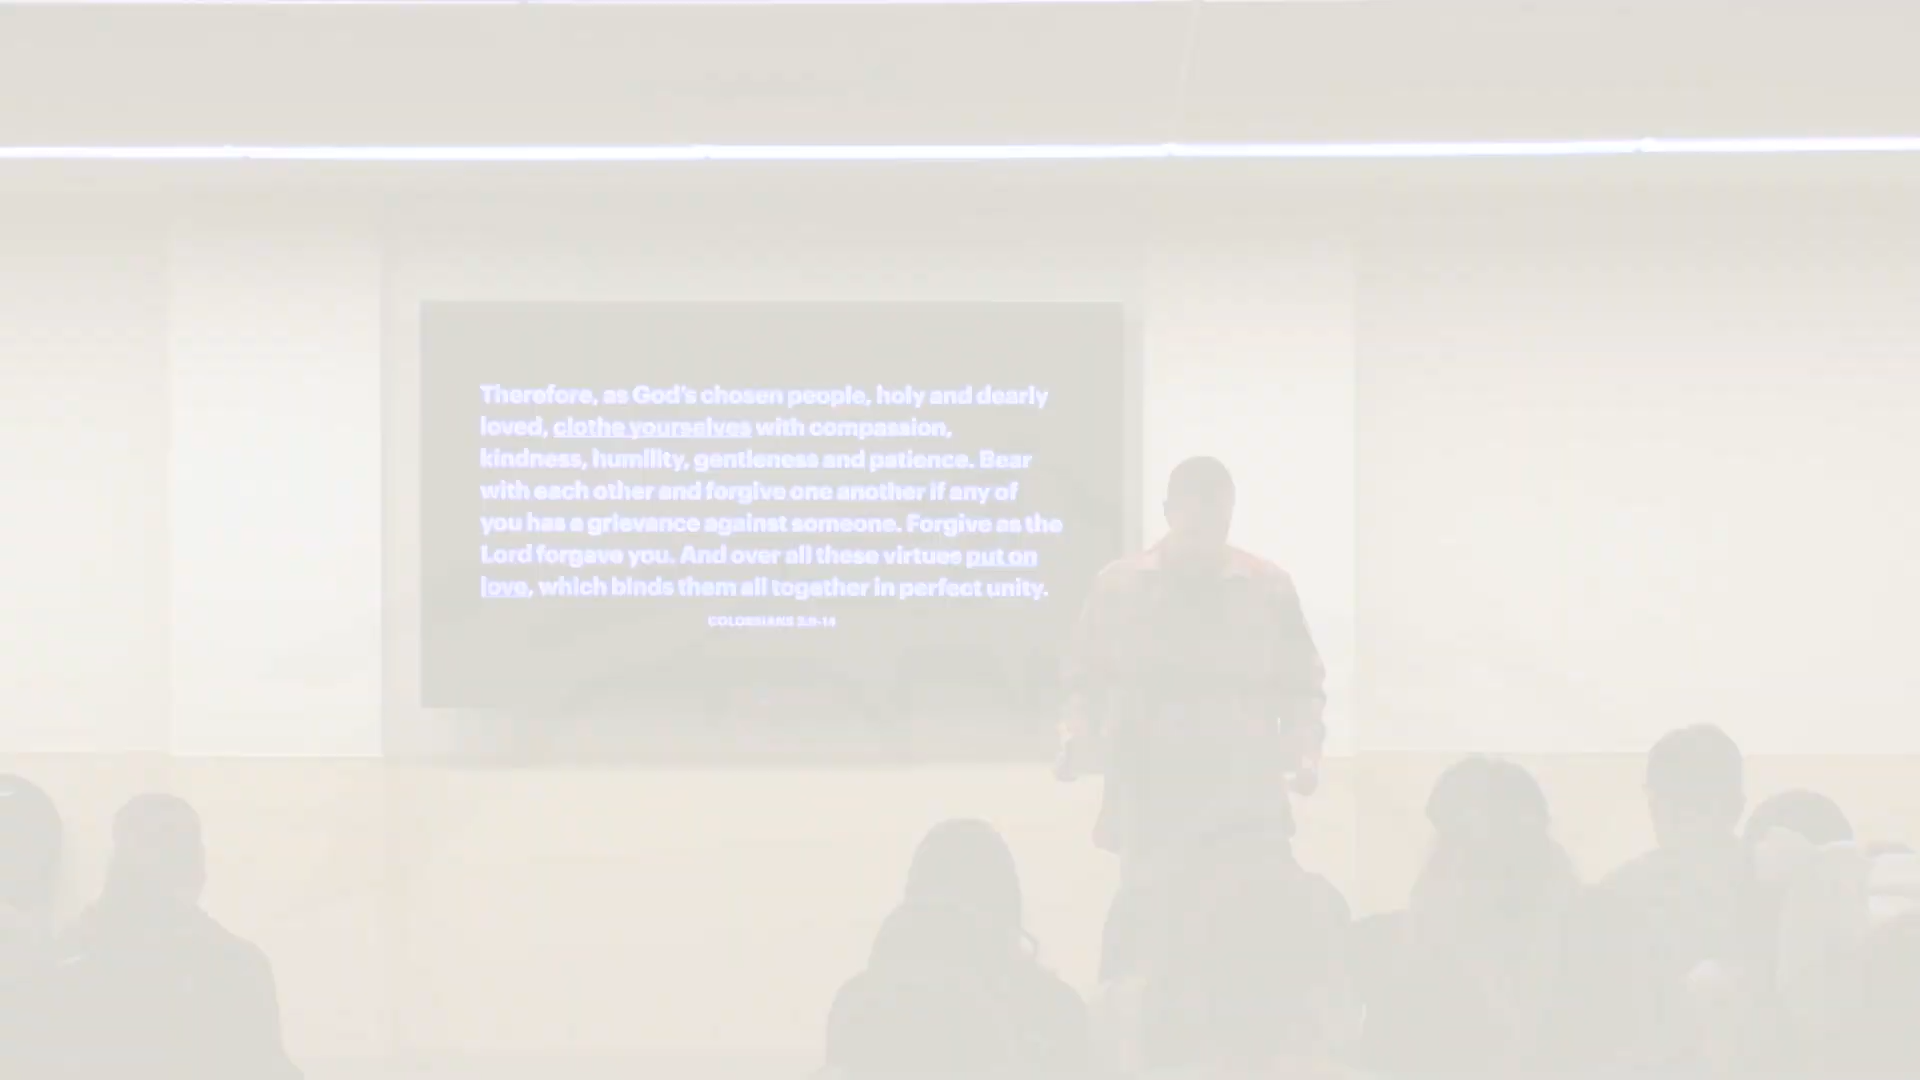 Therefore, as God's chosen people, holy and dearly
loved, clothe yourselves with compassion,
kindness, humility, gentleness and patience. Bear
with each other and forgive one another if any of
you has a grievance against someone. Forgive as the
Lord forgave you. And over all these virtues put on
love, which binds them all together in perfect unity.
COLOSSIANS